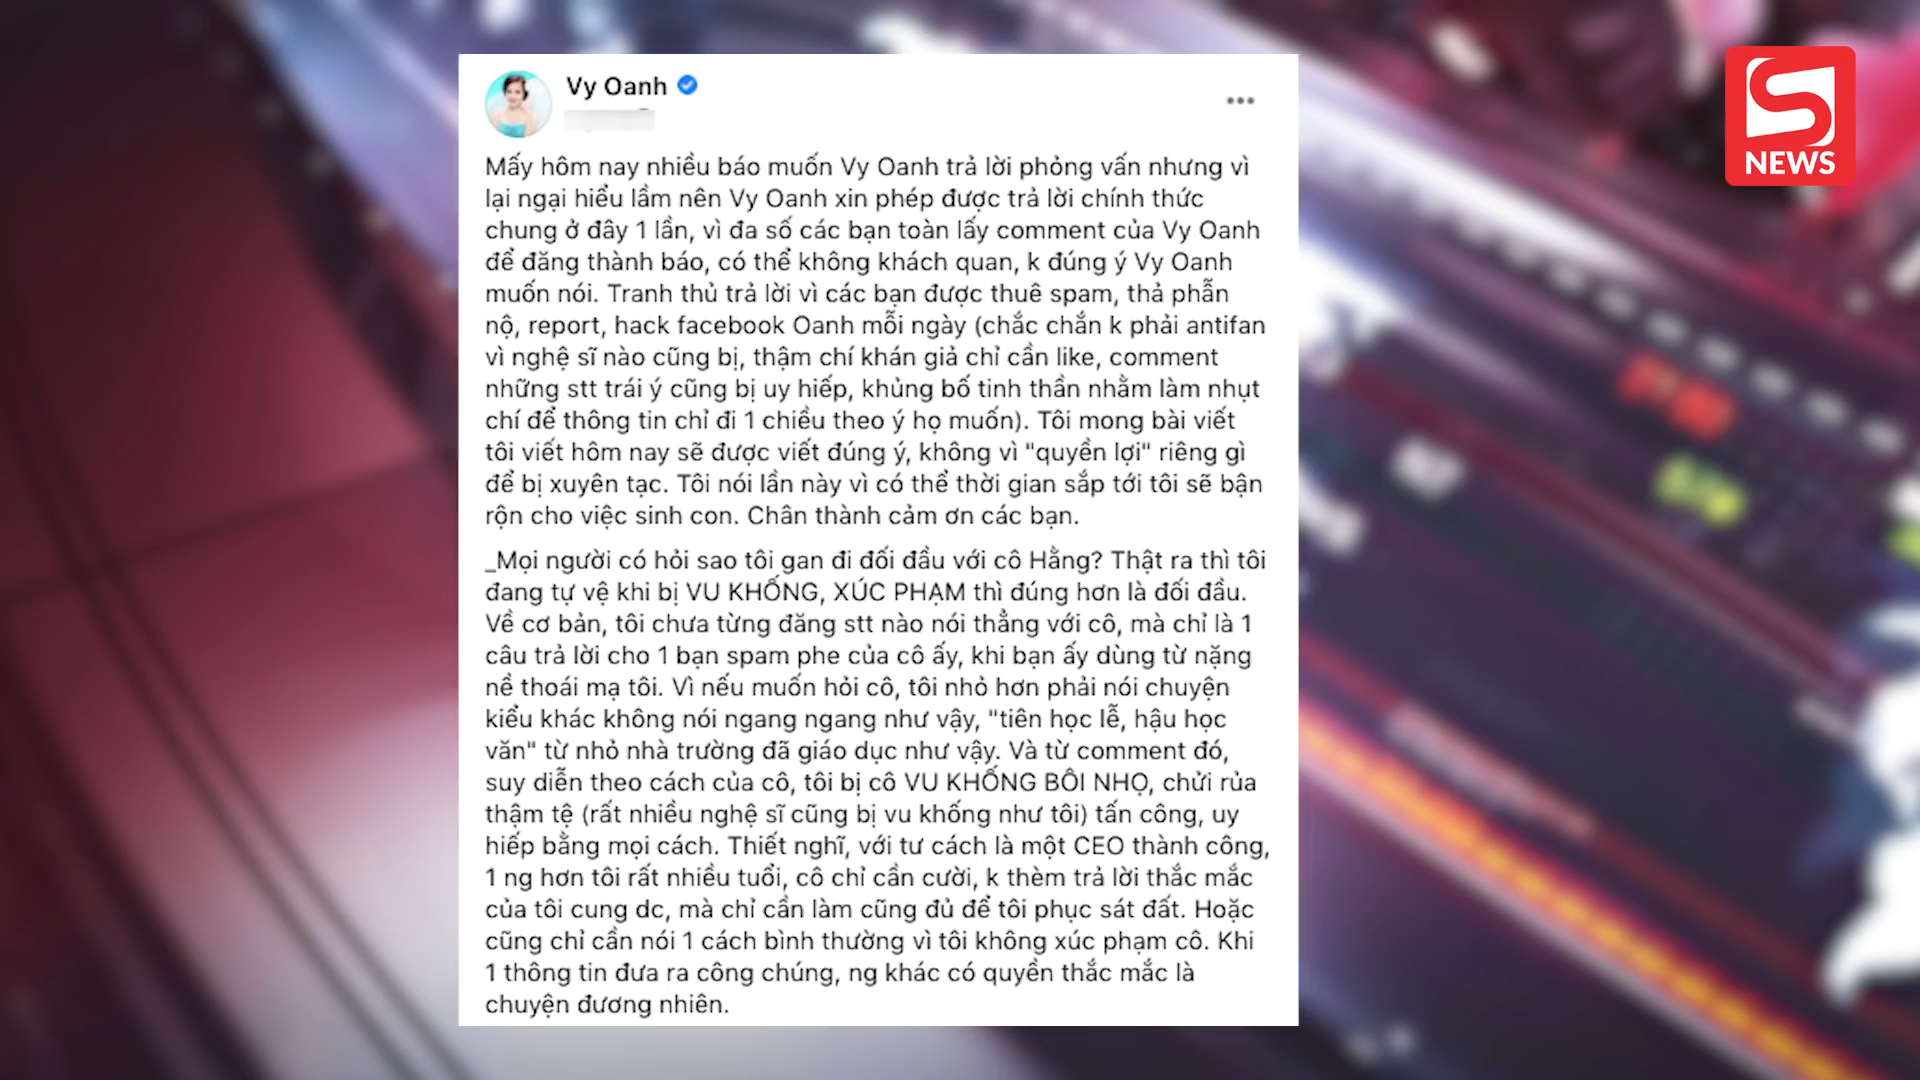 Vy Oanh
Mấy hôm nay nhiều báo muốn Vy Oanh trả lời phỏng vấn nhưng vì
lại ngại hiểu lầm nên Vy Oanh xin phép được trả lời chính thức
chung ở đây 1 lần, vì đa số các bạn toàn lấy comment của Vy Oanh
để đăng thành báo, có thể không khách quan, k đúng ý Vy Oanh
muốn nói. Tranh thủ trả lời vì các bạn được thuê spam, thả phẫn
nộ, report, hack facebook Oanh mỗi ngày (chắc chắn k phải antifan
vì nghệ sĩ nào cũng bị, thậm chí khán giả chỉ cần like, comment
những stt trái ý cũng bị uy hiếp, khủng bố tinh thần nhằm làm nhụt
chí để thông tin chỉ đi 1 chiều theo ý họ muốn). Tôi mong bài viết
tôi viết hôm nay sẽ được viết đúng ý, không vì "quyền lợi" riêng gì
để bị xuyên tạc. Tôi nói lần này vì có thể thời gian sắp tới tôi sẽ bận
rộn cho việc sinh con. Chân thành cảm ơn các bạn.
_Mọi người có hỏi sao tôi gan đi đối đầu với cô Hằng? Thật ra thì tôi
đang tự vệ khi bị VU KHỐNG, XÚC PHẠM thì đúng hơn là đối đầu.
Về cơ bản, tôi chưa từng đăng stt nào nói thẳng với cô, mà chỉ là 1
câu trả lời cho 1 bạn spam phe của cô ấy, khi bạn ấy dùng từ nặng
nề thoái mạ tôi. Vì nếu muốn hỏi cô, tôi nhỏ hơn phải nói chuyện
kiểu khác không nói ngang ngang như vậy, "tiên học lễ, hậu học
văn" từ nhỏ nhà trường đã giáo dục như vậy. Và từ comment đó,
suy diễn theo cách của cô, tôi bị cô VU KHỐNG BÔI NHỌ, chửi rủa
thậm tệ (rất nhiều nghệ sĩ cũng bị vu khống như tôi) tấn công, uy
hiếp bằng mọi cách. Thiết nghĩ, với tư cách là một CEO thành công,
1 ng hơn tôi rất nhiều tuổi, cô chỉ cần cười, k thèm trả lời thắc mắc
của tôi cung dc, mà chỉ cần làm cũng đủ để tôi phục sát đất. Hoặc
cũng chỉ cần nói 1 cách bình thường vì tôi không xúc phạm cô. Khi
1 thông tin đưa ra công chúng, ng khác có quyền thắc mắc là
chuyện đương nhiên.
S
NEWS